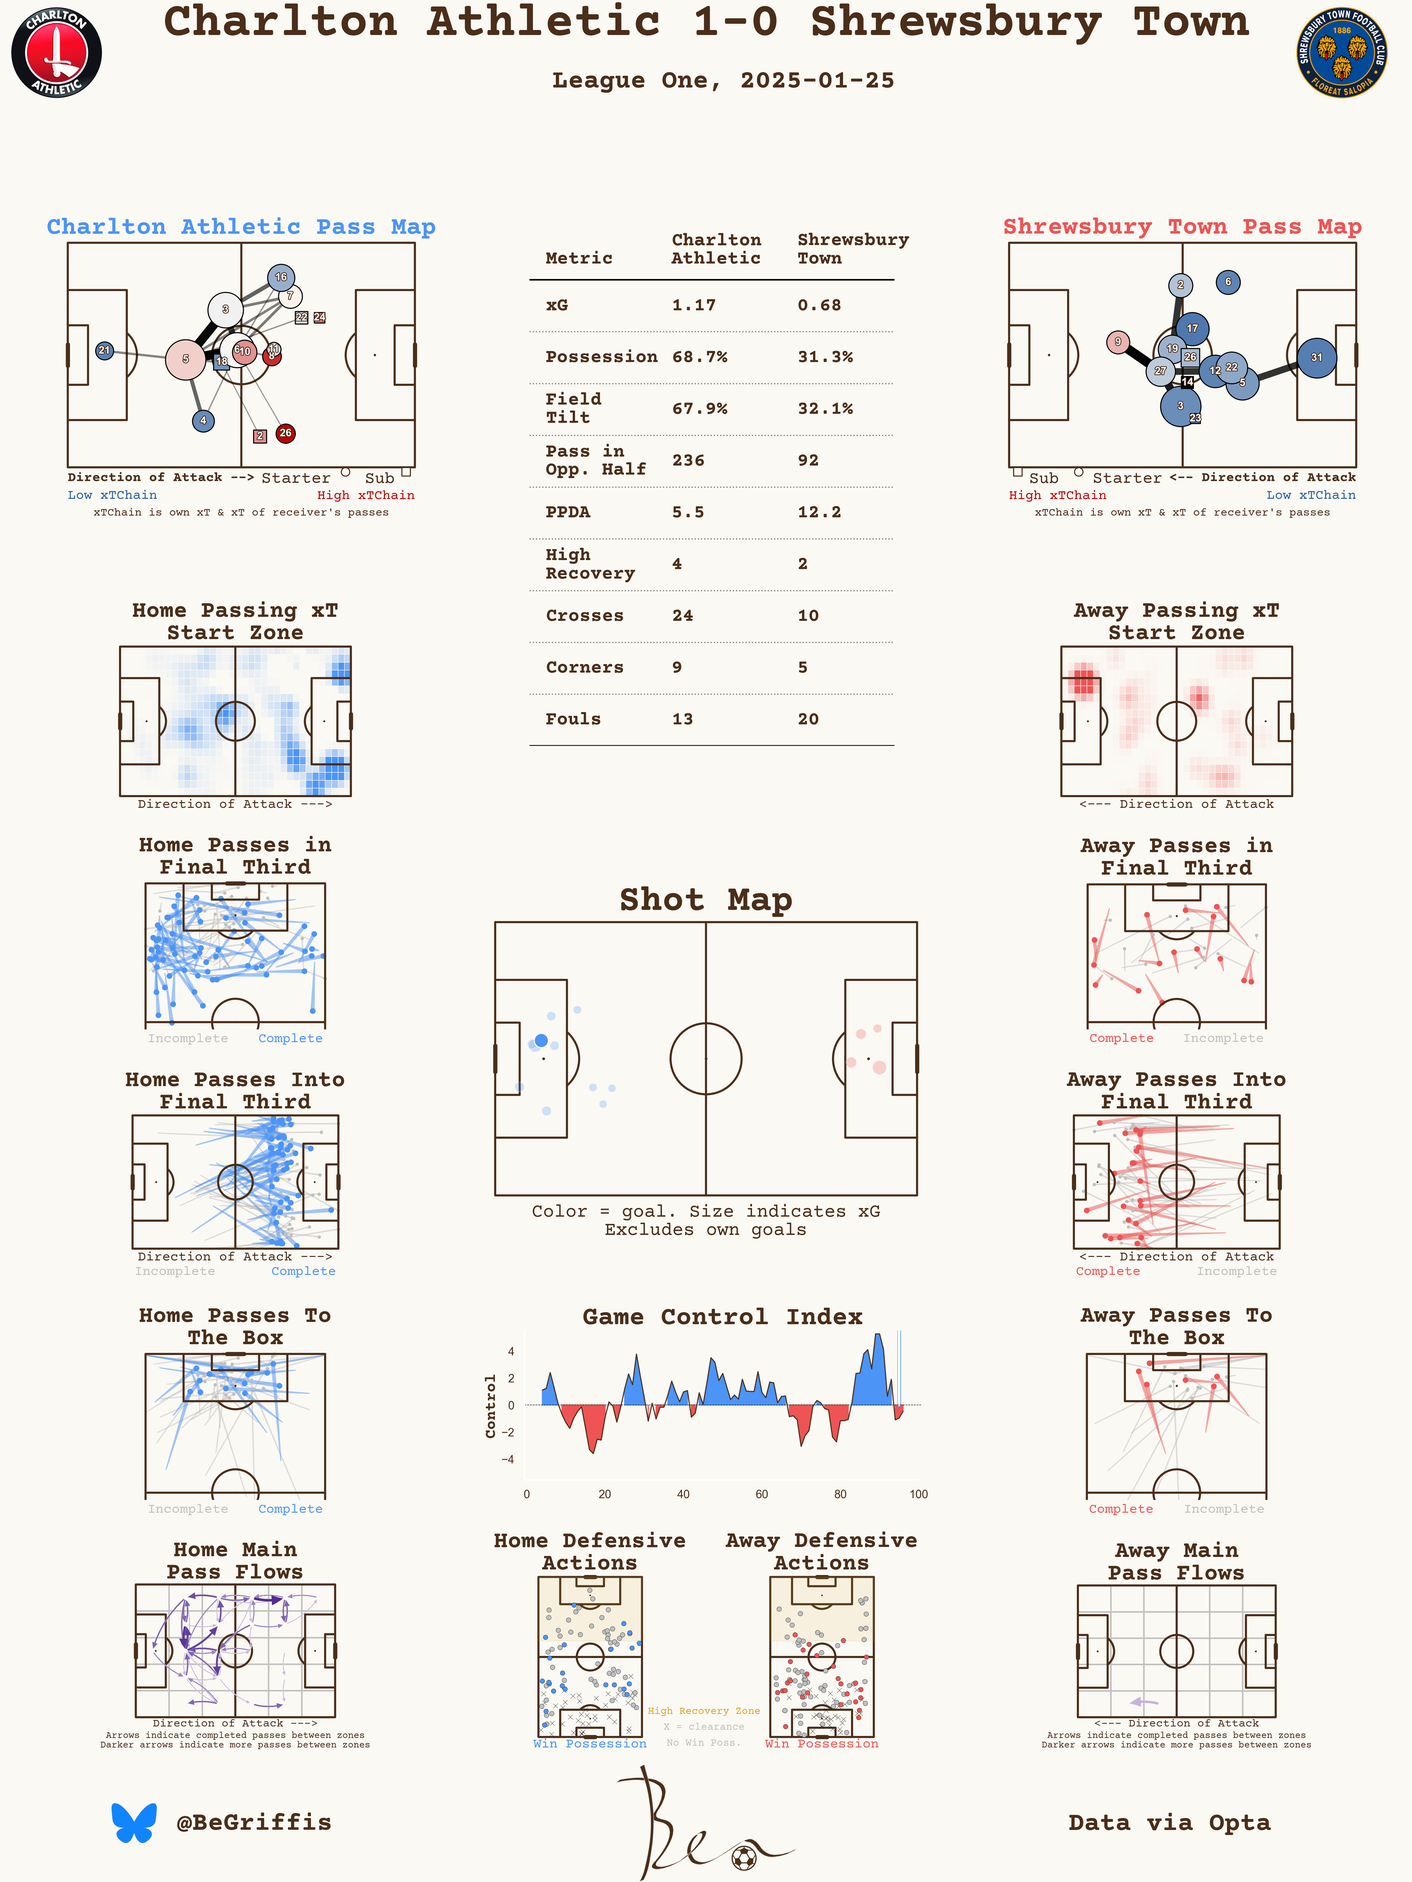 Charlton Athletic 1-0 Shrewsbury Town
League One, 2025-01-25
CHARLTON
ATHLETIC
SHREWSBURY TOWN FOOTBALL CLUB
1886
FLOREAT SALOPIA
Charlton Athletic Pass Map
16
7
3
22
24
21
5
6
10
11
8
18
4
2
26
Direction of Attack --> Starter Sub
Low xTChain High xTChain
xTChain is own xT & xT of receiver's passes
Metric Charlton Athletic Shrewsbury Town
xG 1.17 0.68
Possession 68.7% 31.3%
Field Tilt 67.9% 32.1%
Pass in Opp. Half 236 92
PPDA 5.5 12.2
High Recovery 4 2
Crosses 24 10
Corners 9 5
Fouls 13 20
Shrewsbury Town Pass Map
2
6
17
9
19
26
31
27
12
22
14
5
3
23
Sub Starter <-- Direction of Attack
High xTChain Low xTChain
xTChain is own xT & xT of receiver's passes
Home Passing xT
Start Zone
Direction of Attack --->
Away Passing xT
Start Zone
<--- Direction of Attack
Home Passes in
Final Third
Incomplete Complete
Away Passes in
Final Third
Complete Incomplete
Shot Map
Color = goal. Size indicates xG
Excludes own goals
Home Passes Into
Final Third
Direction of Attack --->
Incomplete Complete
Away Passes Into
Final Third
<--- Direction of Attack
Complete Incomplete
Home Passes To
The Box
Incomplete Complete
Game Control Index
Control
4
2
0
−2
−4
0 20 40 60 80 100
Away Passes To
The Box
Complete Incomplete
Home Main
Pass Flows
Direction of Attack --->
Arrows indicate completed passes between zones
Darker arrows indicate more passes between zones
Home Defensive
Actions
Win Possession
Away Defensive
Actions
Win Possession
High Recovery Zone
X = clearance
No Win Poss.
Away Main
Pass Flows
<--- Direction of Attack
Arrows indicate completed passes between zones
Darker arrows indicate more passes between zones
@BeGriffis
Ben
Data via Opta